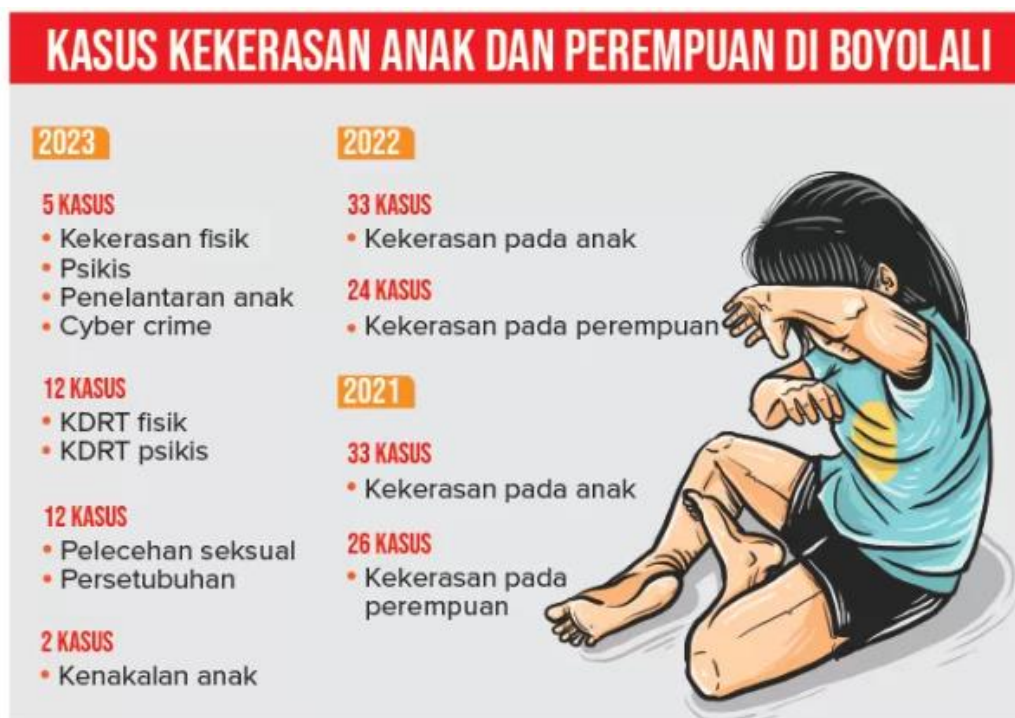 KASUS KEKERASAN ANAK DAN PEREMPUAN DI BOYOLALI
2023
5 KASUS
• Kekerasan fisik
• Psikis
• Penelantaran anak
• Cyber crime
12 KASUS
• KDRT fisik
• KDRT psikis
12 KASUS
• Pelecehan seksual
• Persetubuhan
2 KASUS
• Kenakalan anak
2022
33 KASUS
• Kekerasan pada anak
24 KASUS
• Kekerasan pada perempuan
2021
33 KASUS
• Kekerasan pada anak
26 KASUS
• Kekerasan pada
perempuan